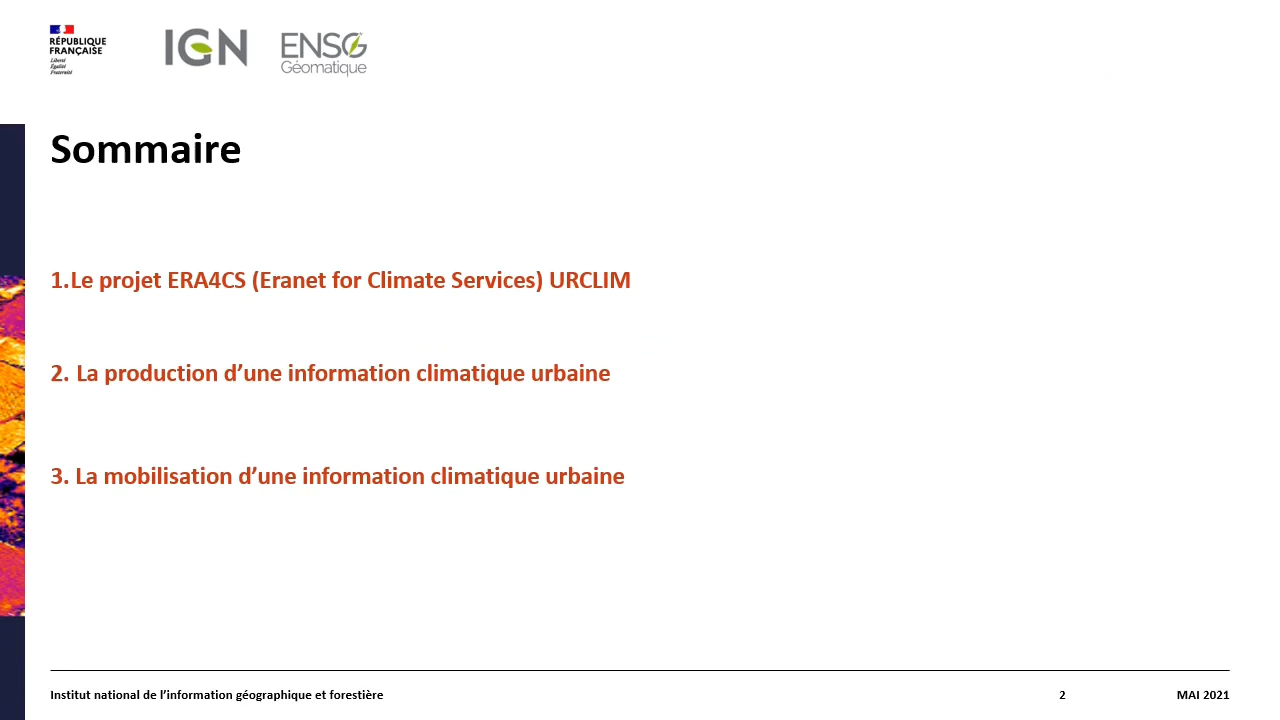 RÉPUBLIQUE
FRANÇAISE
Liberté
Égalité
Fraternité
IGN
ENSG
Géomatique
Sommaire
1.Le projet ERA4CS (Eranet for Climate Services) URCLIM
2. La production d’une information climatique urbaine
3. La mobilisation d’une information climatique urbaine
Institut national de l’information géographique et forestière
2
MAI 2021